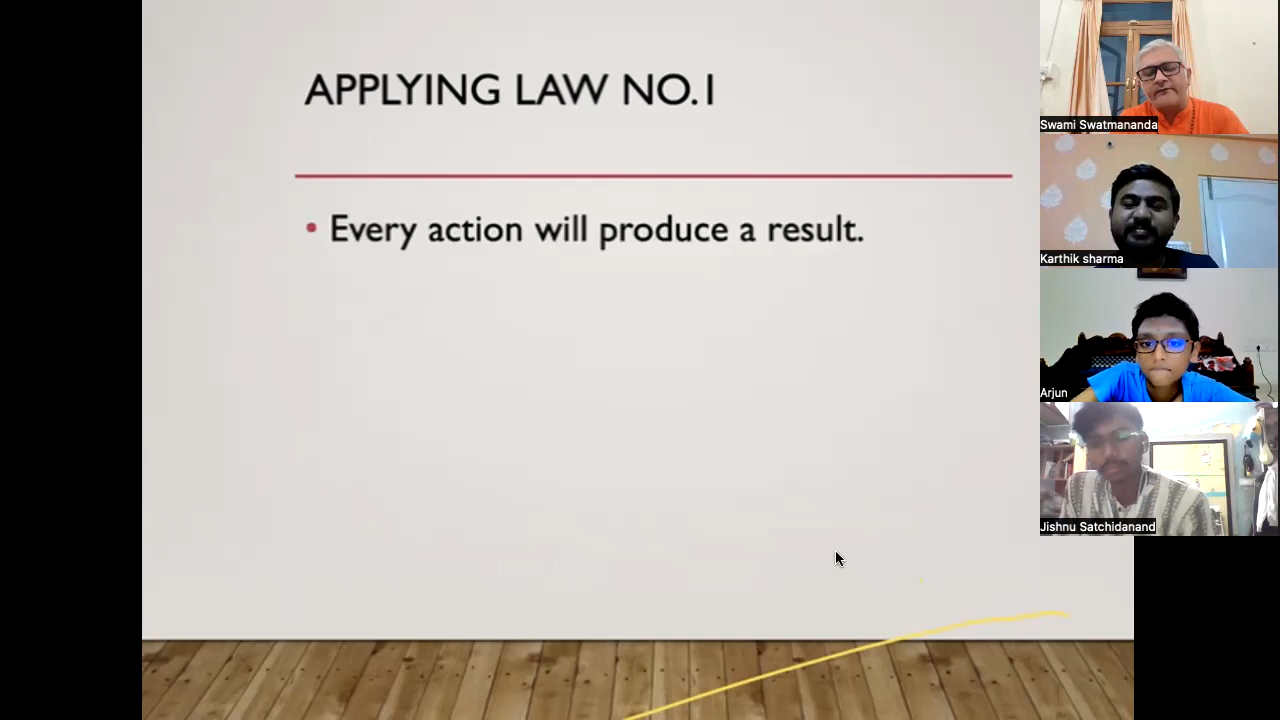 APPLYING LAW NO.1
• Every action will produce a result.
Swami Swatmananda
Karthik sharma
Arjun
Jishnu Satchidanand